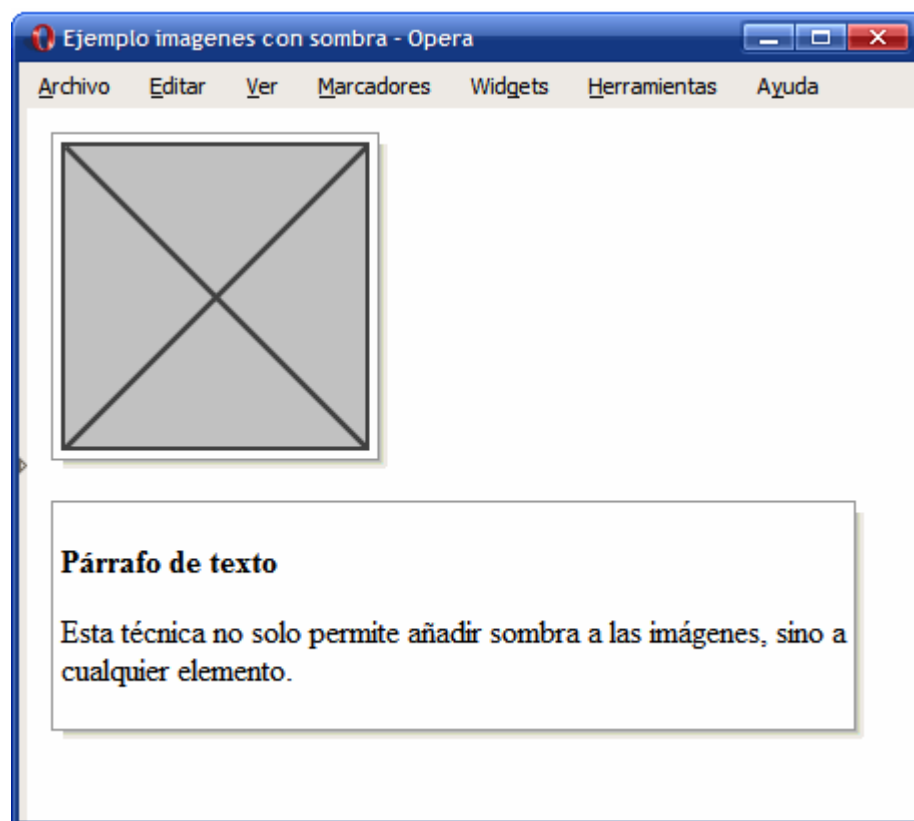 Ejemplo imagenes con sombra - Opera
Archivo Editar Ver Marcadores Widgets Herramientas Ayuda
Párrafo de texto
Esta técnica no solo permite añadir sombra a las imágenes, sino a
cualquier elemento.